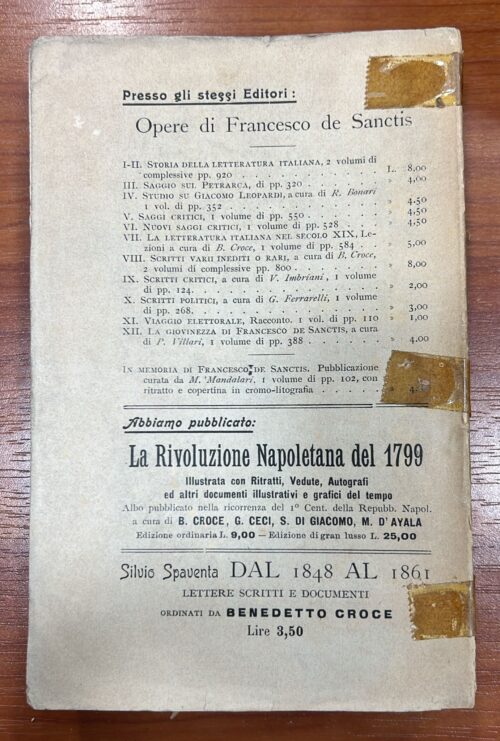 Presso gli stessi Editori :
Opere di Francesco de Sanctis
I-II. STORIA DELLA LETTERATURA ITALIANA, 2 volumi di
complessive pp. 920 . . . . . . . . . . L. 8,00
III. SAGGIO SUL PETRARCA, di pp. 320 . . . . . . . » 4,00
IV. STUDIO SU GIACOMO LEOPARDI, a cura di R. Bonari
1 vol. di pp. 352 . . . . . . . . . . . » 4,50
V. SAGGI CRITICI, 1 volume di pp. 550 . . . . . . » 4,50
VI. NUOVI SAGGI CRITICI, 1 volume di pp. 528 . . . . » 4,50
VII. LA LETTERATURA ITALIANA NEL SECOLO XIX, Le-
zioni a cura di B. Croce, 1 volume di pp. 584 . . . » 5,00
VIII. SCRITTI VARII INEDITI O RARI, a cura di B. Croce,
2 volumi di complessive pp. 800 . . . . . . . » 8,00
IX. SCRITTI CRITICI, a cura di V. Imbriani, 1 volume
di pp. 124. . . . . . . . . . . . . » 2,00
X. SCRITTI POLITICI, a cura di G. Ferrarelli, 1 volume
di pp. 268. . . . . . . . . . . . . » 3,00
XI. VIAGGIO ELETTORALE, Racconto. 1 vol. di pp. 110 » 1,00
XII. LA GIOVINEZZA DI FRANCESCO DE SANCTIS, a cura
di P. Villari, 1 volume di pp. 388 . . . . . . » 4,00
IN MEMORIA DI FRANCESCO DE SANCTIS. Pubblicazione
curata da M. Mandalari, 1 volume di pp. 102, con
ritratto e copertina in cromo-litografia . . . . . »
Abbiamo pubblicato:
La Rivoluzione Napoletana del 1799
Illustrata con Ritratti, Vedute, Autografi
ed altri documenti illustrativi e grafici del tempo
Albo pubblicato nella ricorrenza del 1º Cent. della Repubb. Napol.
a cura di B. CROCE, G. CECI, S. DI GIACOMO, M. D'AYALA
Edizione ordinaria L. 9,00 — Edizione di gran lusso L. 25,00
Silvio Spaventa DAL 1848 AL 1861
LETTERE SCRITTI E DOCUMENTI
ORDINATI DA BENEDETTO CROCE
Lire 3,50